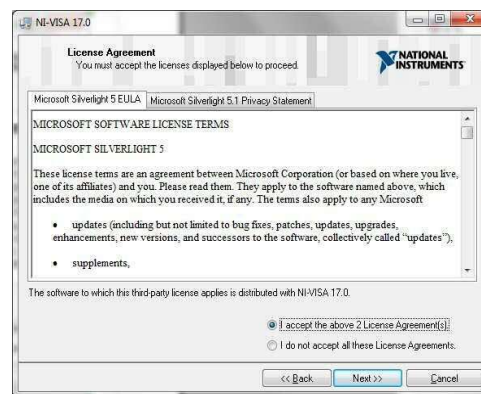 NI-VISA 17.0
License Agreement
You must accept the licenses displayed below to proceed.
NATIONAL
INSTRUMENTS
Microsoft Silverlight 5 EULA
Microsoft Silverlight 5.1 Privacy Statement
MICROSOFT SOFTWARE LICENSE TERMS
MICROSOFT SILVERLIGHT 5
These license terms are an agreement between Microsoft Corporation (or based on where you live,
one of its affiliates) and you. Please read them. They apply to the software named above, which
includes the media on which you received it, if any. The terms also apply to any Microsoft
• updates (including but not limited to bug fixes, patches, updates, upgrades,
enhancements, new versions, and successors to the software, collectively called “updates”),
• supplements,
The software to which this third-party license applies is distributed with NI-VISA 17.0.
I accept the above 2 License Agreement(s).
I do not accept all these License Agreements.
<< Back
Next >>
Cancel